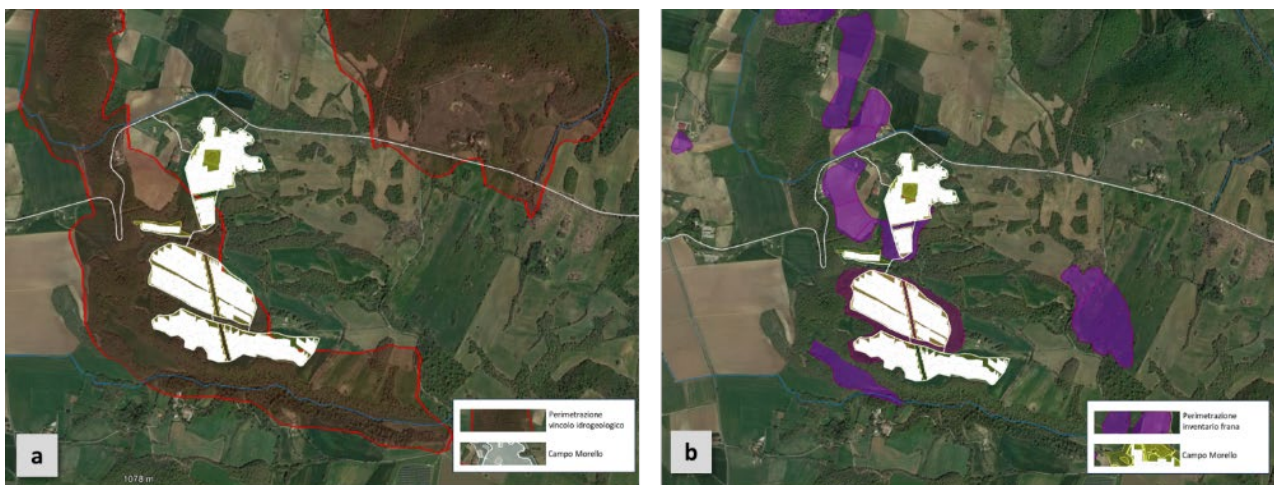 Perimetrazione
vincolo idrogeologico
Campo Morello
a
1078 m
Perimetrazione
inventario frana
Campo Morello
b